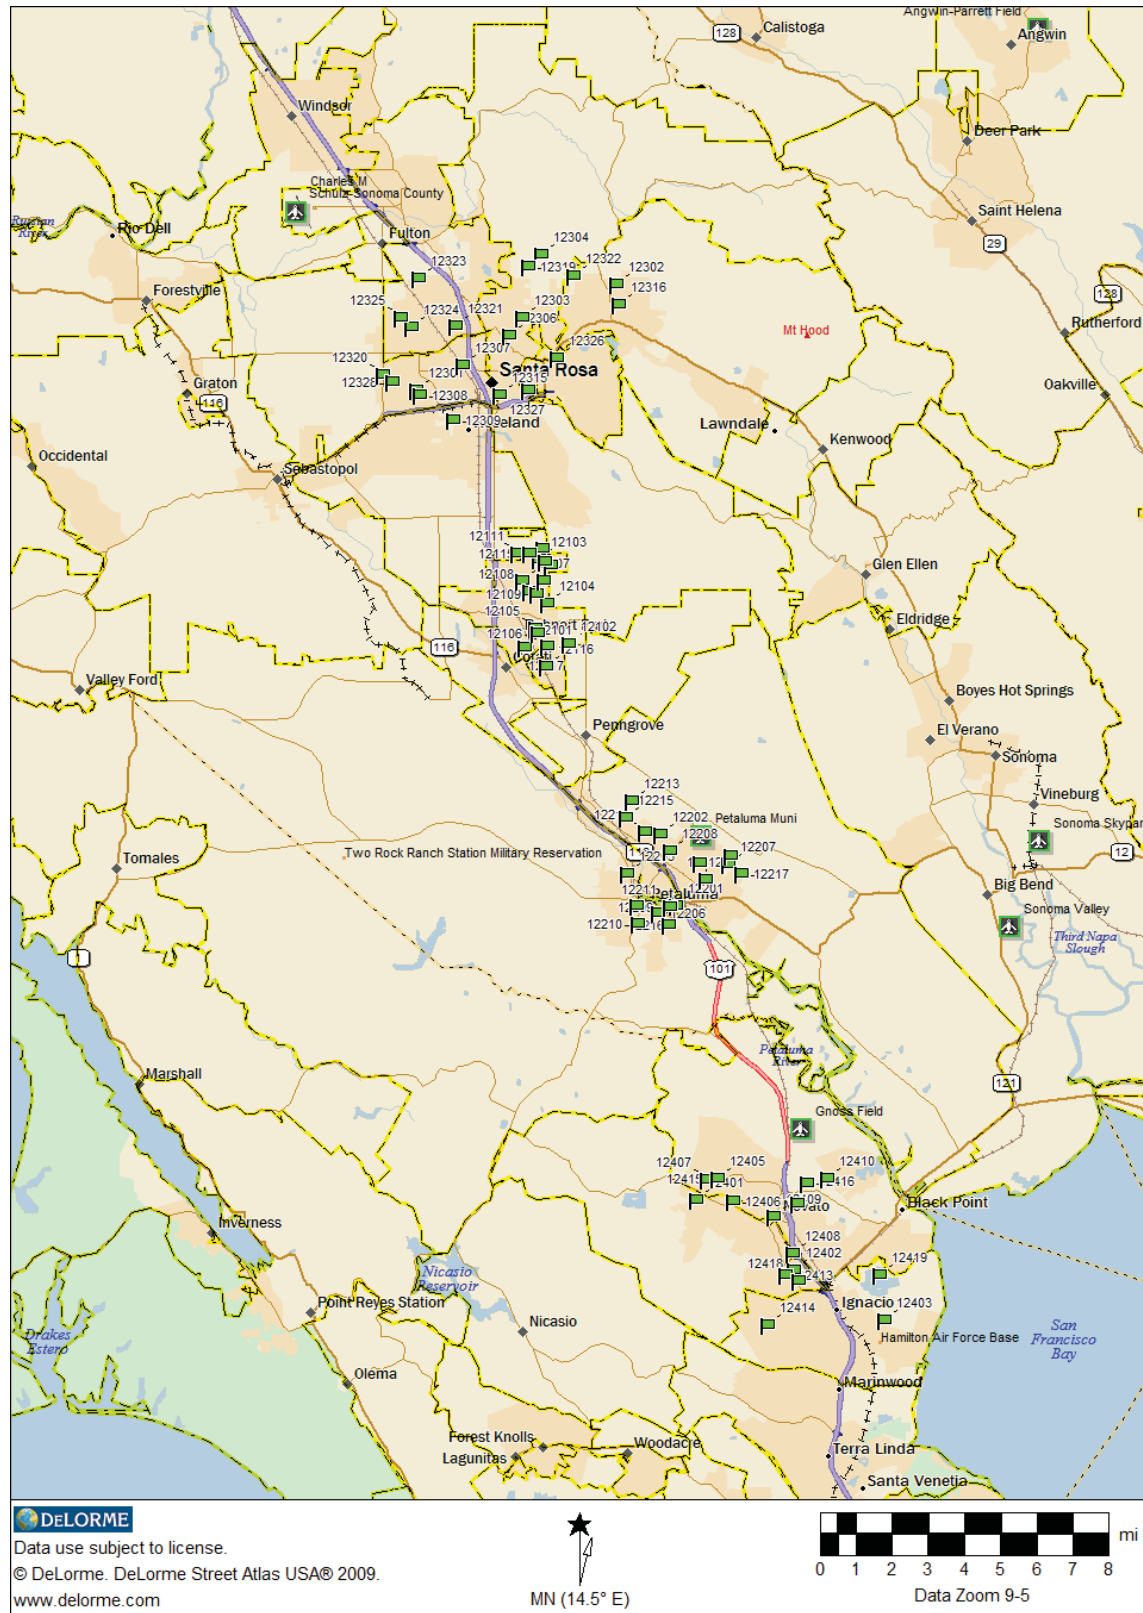 Angwin-Parrett Field
128
Calistoga
Angwin
Windsor
Deer Park
Charles M
Schulz-Sonoma County
Saint Helena
Russian
River
Rio Dell
Fulton
29
12304
12323
12319
12322
12302
12316
128
Forestville
12325
12324
12321
12303
Mt Hood
Rutherford
12307
12326
12320
Santa Rosa
12328
12301
12315
Graton
116
12308
12327
Oakville
12309
Lawndale
Kenwood
Occidental
Sebastopol
12111
12103
12108
12104
12109
Glen Ellen
12105
Eldridge
12106
116
Valley Ford
Boyes Hot Springs
Penngrove
El Verano
Sonoma
12213
12215
Vineburg
12202
Petaluma Muni
12208
12207
12
Two Rock Ranch Station Military Reservation
Tomales
12217
12211
12201
Petaluma
Big Bend
12206
Sonoma Valley
12210
Third Napa
Slough
1
101
Petaluma
River
Marshall
121
Gnoss Field
12407
12405
12410
12401
12406
Black Point
Inverness
12408
12402
12418
12419
Nicasio
Reservoir
Point Reyes Station
Ignacio
12403
12414
Nicasio
Hamilton Air Force Base
San
Francisco
Bay
Drakes
Estero
Olema
Marinwood
Forest Knolls
Woodacre
Lagunitas
Terra Linda
Santa Venetia
DELORME
Data use subject to license.
© DeLorme. DeLorme Street Atlas USA® 2009.
www.delorme.com
MN (14.5° E)
mi
0 1 2 3 4 5 6 7 8
Data Zoom 9-5